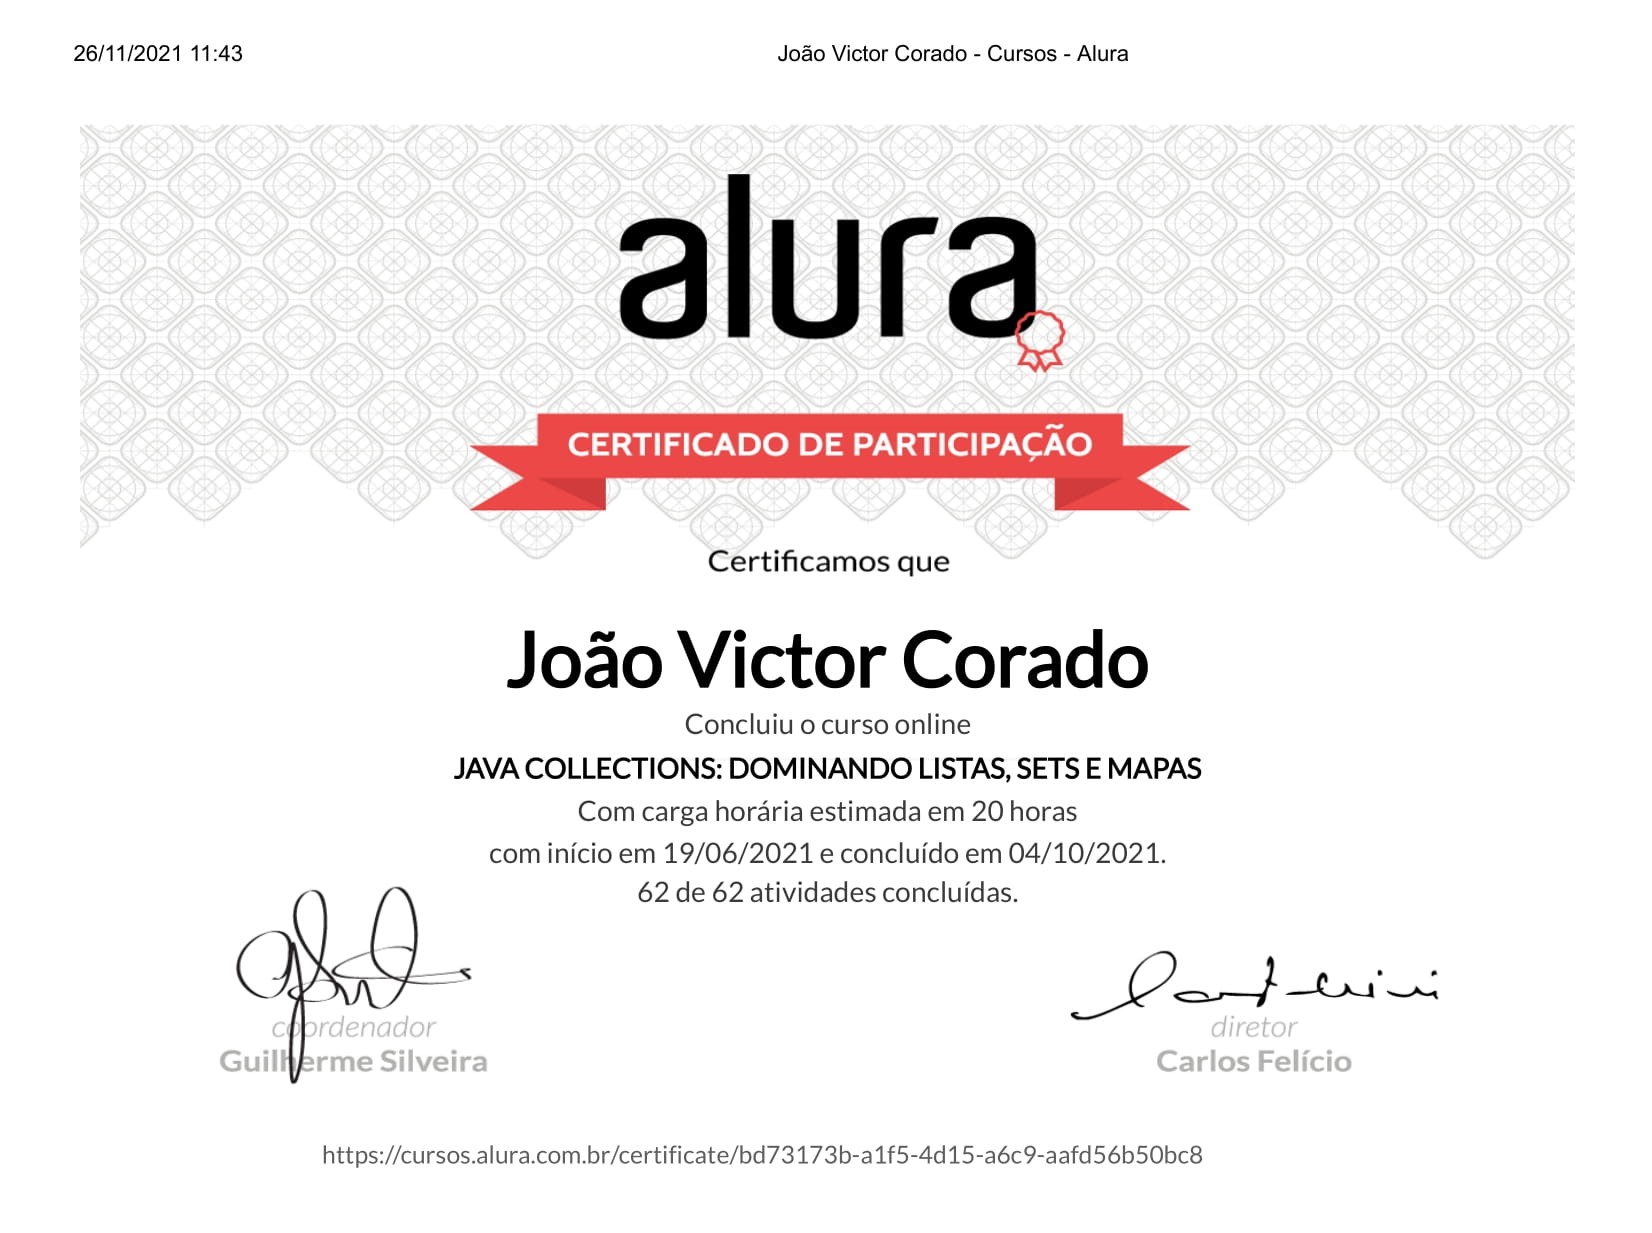 26/11/2021 11:43
João Victor Corado - Cursos - Alura
alura
CERTIFICADO DE PARTICIPAÇÃO
Certificamos que
João Victor Corado
Concluiu o curso online
JAVA COLLECTIONS: DOMINANDO LISTAS, SETS E MAPAS
Com carga horária estimada em 20 horas
com início em 19/06/2021 e concluído em 04/10/2021.
62 de 62 atividades concluídas.
coordenador
Guilherme Silveira
diretor
Carlos Felício
https://cursos.alura.com.br/certificate/bd73173b-a1f5-4d15-a6c9-aafd56b50bc8